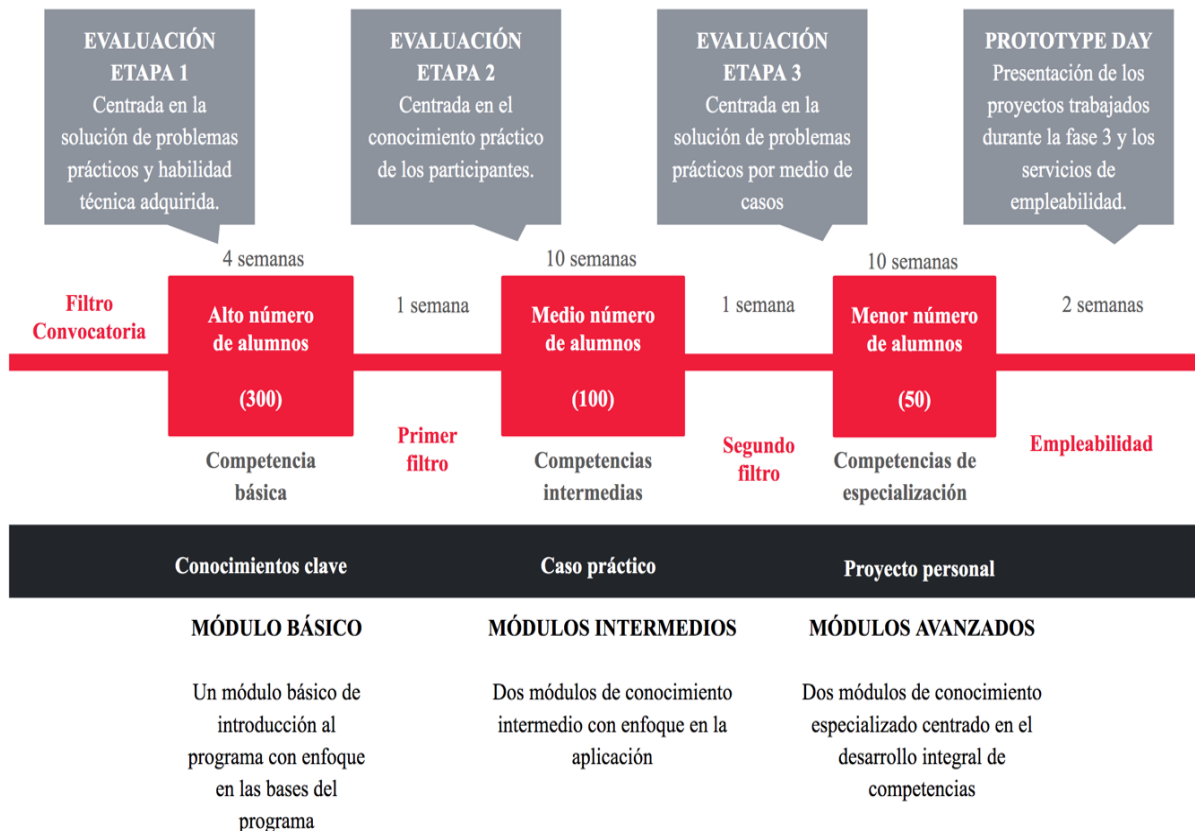 EVALUACIÓN
ETAPA 1
Centrada en la
solución de problemas
prácticos y habilidad
técnica adquirida.
EVALUACIÓN
ETAPA 2
Centrada en el
conocimiento práctico
de los participantes.
EVALUACIÓN
ETAPA 3
Centrada en la
solución de problemas
prácticos por medio de
casos
PROTOTYPE DAY
Presentación de los
proyectos trabajados
durante la fase 3 y los
servicios de
empleabilidad.
Filtro
Convocatoria
4 semanas
Alto número
de alumnos
(300)
Competencia
básica
1 semana
Primer
filtro
10 semanas
Medio número
de alumnos
(100)
Competencias
intermedias
1 semana
Segundo
filtro
10 semanas
Menor número
de alumnos
(50)
Competencias de
especialización
2 semanas
Empleabilidad
Conocimientos clave
Caso práctico
Proyecto personal
MÓDULO BÁSICO
Un módulo básico de
introducción al
programa con enfoque
en las bases del
programa
MÓDULOS INTERMEDIOS
Dos módulos de conocimiento
intermedio con enfoque en la
aplicación
MÓDULOS AVANZADOS
Dos módulos de conocimiento
especializado centrado en el
desarrollo integral de
competencias